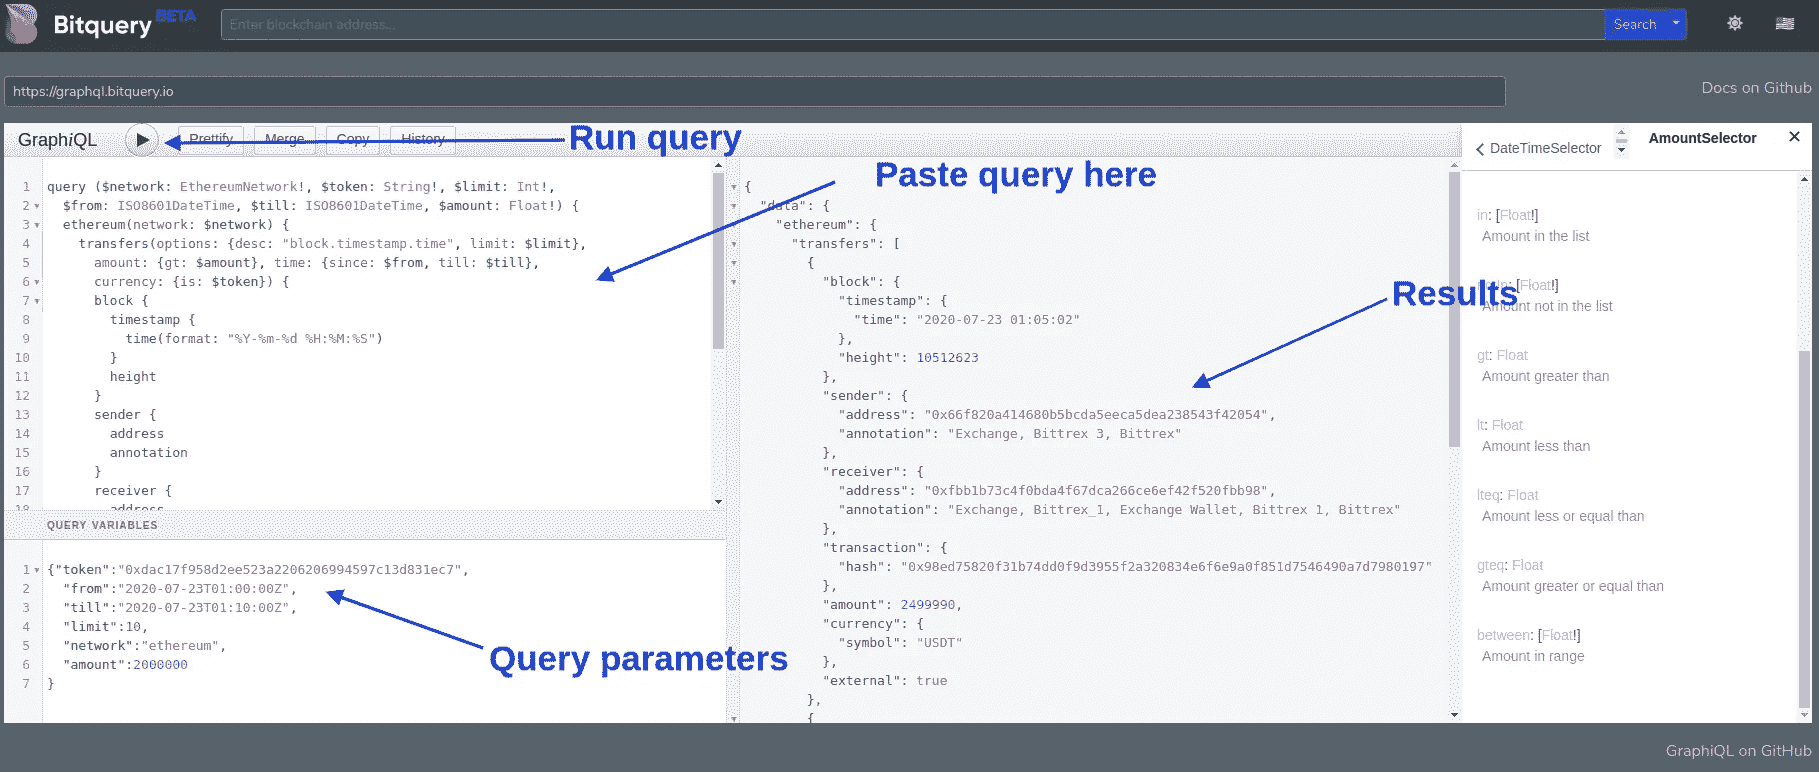 Bitquery BETA
Enter blockchain address...
Search
https://graphql.bitquery.io
Docs on Github
GraphiQL
Prettify
Merge
Copy
History
Run query
Paste query here
1 query ($network: EthereumNetwork!, $token: String!, $limit: Int!,
2 $from: ISO8601DateTime, $till: ISO8601DateTime, $amount: Float!) {
3 ethereum(network: $network) {
4 transfers(options: {desc: "block.timestamp.time", limit: $limit},
5 amount: {gt: $amount}, time: {since: $from, till: $till},
6 currency: {is: $token}) {
7 block {
8 timestamp {
9 time(format: "%Y-%m-%d %H:%M:%S")
10 }
11 height
12 }
13 sender {
14 address
15 annotation
16 }
17 receiver {
18 address
QUERY VARIABLES
1 {"token":"0xdac17f958d2ee523a2206206994597c13d831ec7",
2 "from":"2020-07-23T01:00:00Z",
3 "till":"2020-07-23T01:10:00Z",
4 "limit":10,
5 "network":"ethereum",
6 "amount":2000000
7 }
Query parameters
{
"data": {
"ethereum": {
"transfers": [
{
"block": {
"timestamp": {
"time": "2020-07-23 01:05:02"
},
"height": 10512623
},
"sender": {
"address": "0x66f820a414680b5bcda5eeca5dea238543f42054",
"annotation": "Exchange, Bittrex 3, Bittrex"
},
"receiver": {
"address": "0xfbb1b73c4f0bda4f67dca266ce6ef42f520fbb98",
"annotation": "Exchange, Bittrex_1, Exchange Wallet, Bittrex 1, Bittrex"
},
"transaction": {
"hash": "0x98ed75820f31b74dd0f9d3955f2a320834e6f6e9a0f851d7546490a7d7980197"
},
"amount": 2499990,
"currency": {
"symbol": "USDT"
},
"external": true
},
{
Results
DateTimeSelector
AmountSelector
in: [Float!]
Amount in the list
[Float!]
Amount not in the list
gt: Float
Amount greater than
lt: Float
Amount less than
lteq: Float
Amount less or equal than
gteq: Float
Amount greater or equal than
between: [Float!]
Amount in range
GraphiQL on GitHub